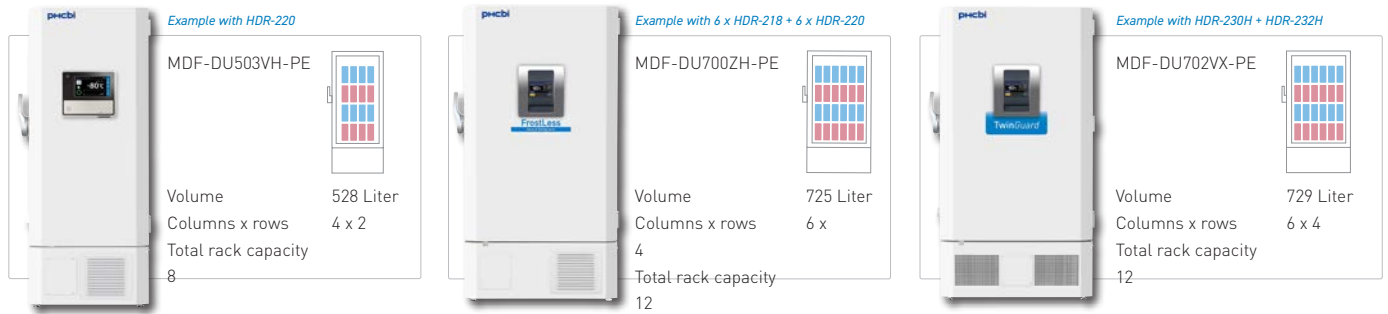 PHCbi
Example with HDR-220
MDF-DU503VH-PE
-80℃
Volume 528 Liter
Columns x rows 4 x 2
Total rack capacity
8
PHCbi
Example with 6 x HDR-218 + 6 x HDR-220
MDF-DU700ZH-PE
FrostLess
Volume 725 Liter
Columns x rows 6 x
4
Total rack capacity
12
PHCbi
Example with HDR-230H + HDR-232H
MDF-DU702VX-PE
TwinGuard
Volume 729 Liter
Columns x rows 6 x 4
Total rack capacity
12